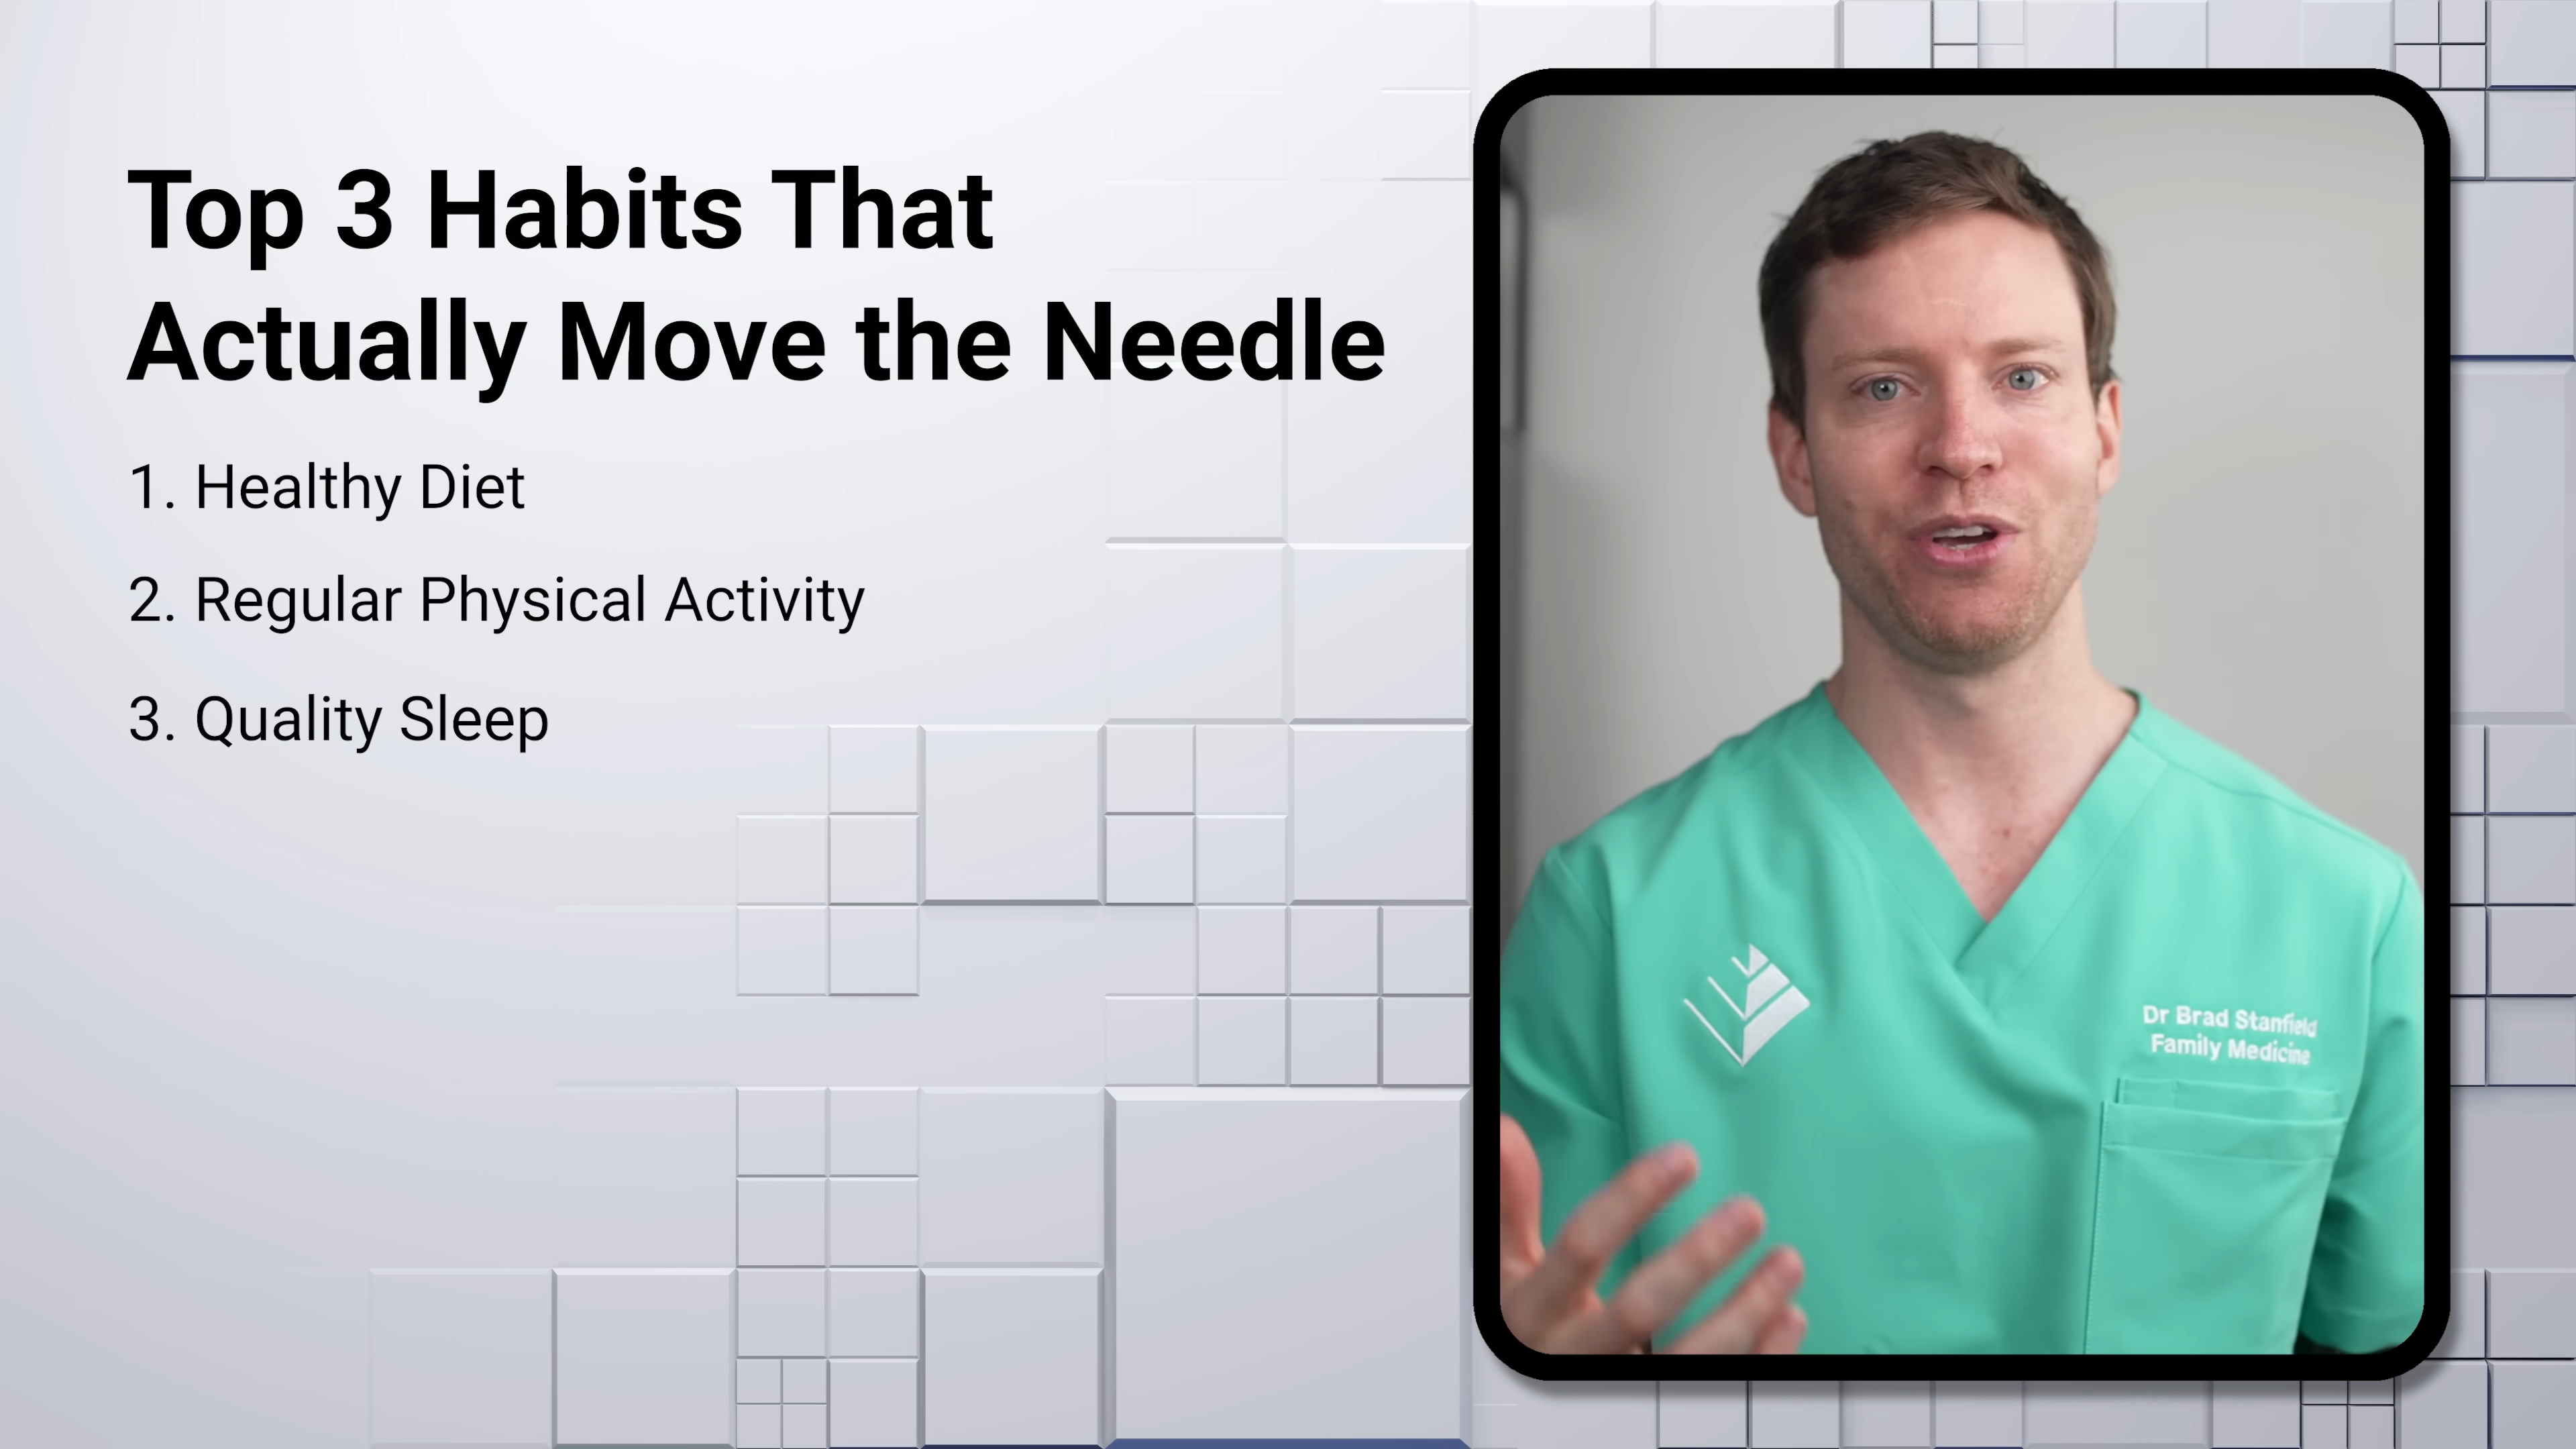 Top 3 Habits That
Actually Move the Needle
1. Healthy Diet
2. Regular Physical Activity
3. Quality Sleep
Dr Brad Stanfield
Family Medicine